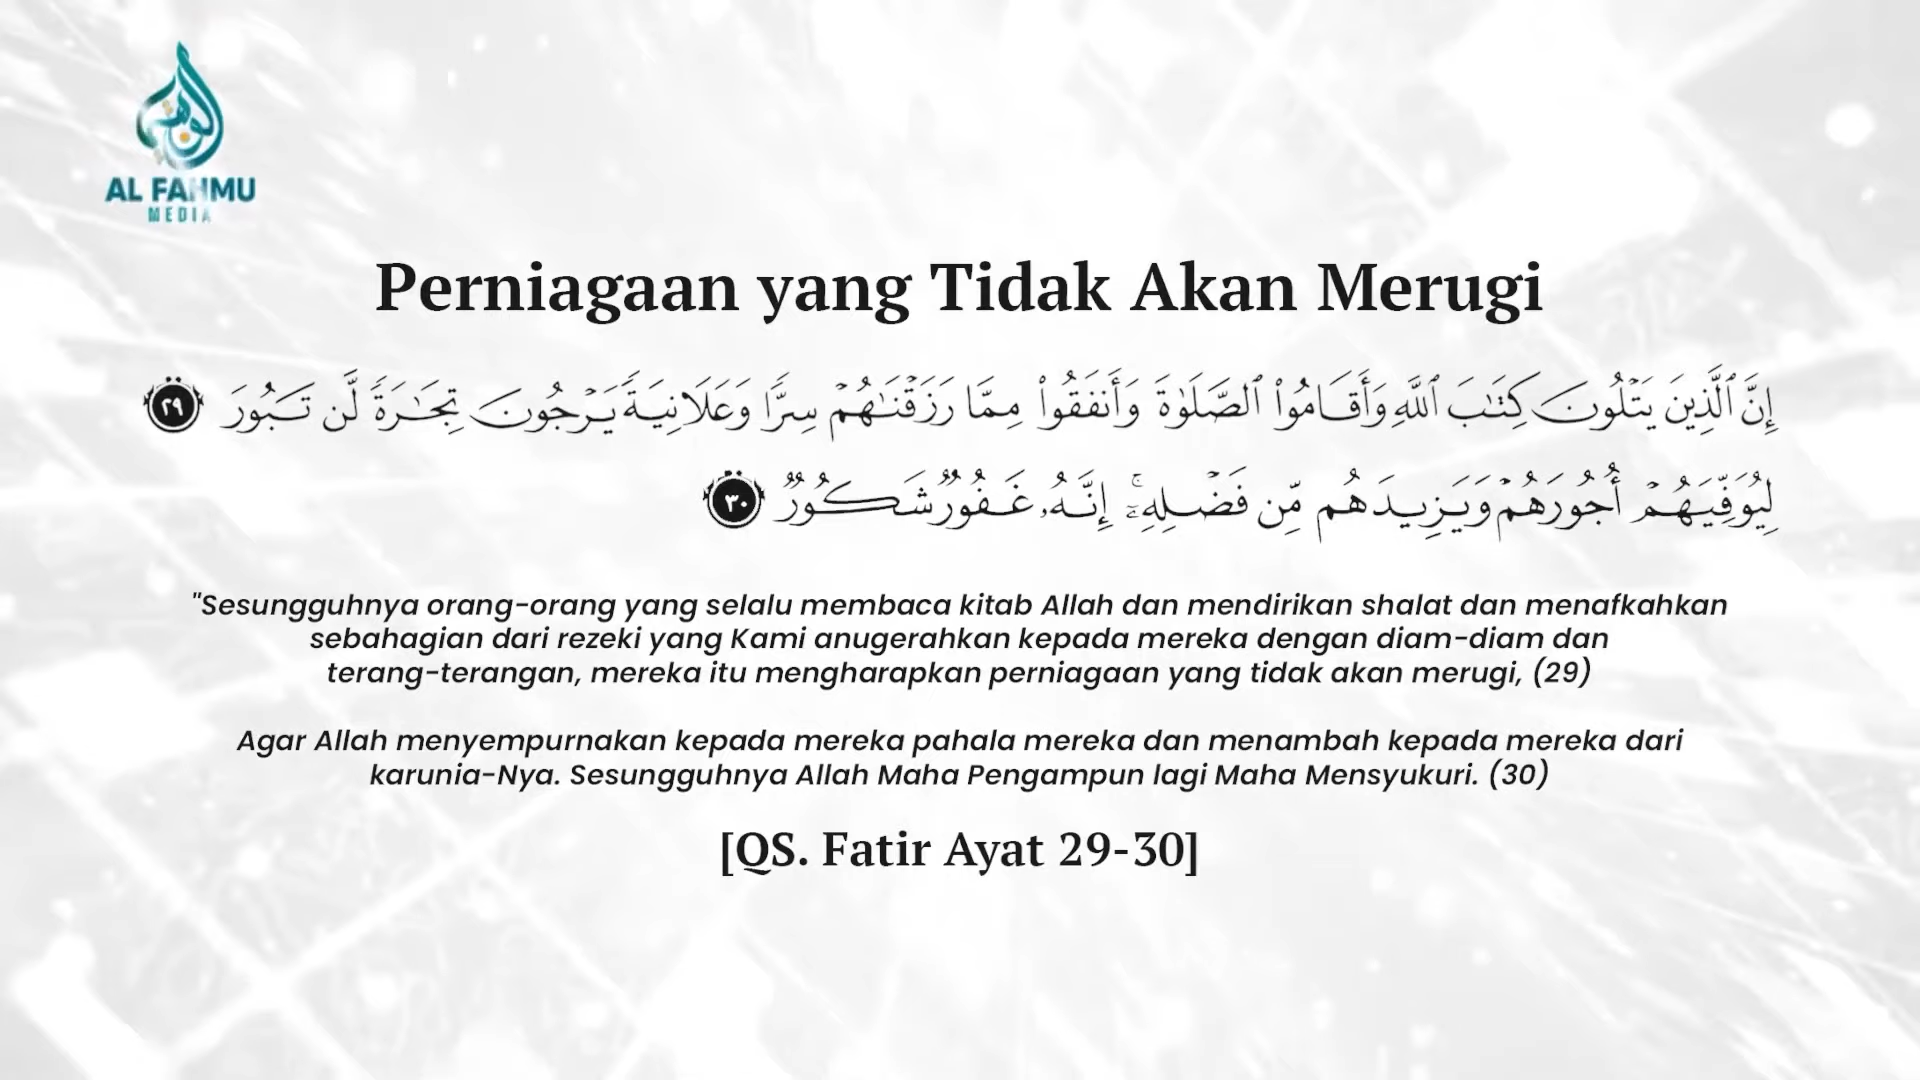 AL FAHMU
MEDIA
Perniagaan yang Tidak Akan Merugi
إِنَّ ٱلَّذِينَ يَتْلُونَ كِتَٰبَ ٱللَّهِ وَأَقَامُوا۟ ٱلصَّلَوٰةَ وَأَنفَقُوا۟ مِمَّا رَزَقْنَٰهُمْ سِرًّا وَعَلَانِيَةً يَرْجُونَ تِجَٰرَةً لَّن تَبُورَ ٢٩
لِيُوَفِّيَهُمْ أُجُورَهُمْ وَيَزِيدَهُم مِّن فَضْلِهِۦٓ ۚ إِنَّهُۥ غَفُورٌ شَكُورٌ ٣٠
"Sesungguhnya orang-orang yang selalu membaca kitab Allah dan mendirikan shalat dan menafkahkan
sebahagian dari rezeki yang Kami anugerahkan kepada mereka dengan diam-diam dan
terang-terangan, mereka itu mengharapkan perniagaan yang tidak akan merugi, (29)
Agar Allah menyempurnakan kepada mereka pahala mereka dan menambah kepada mereka dari
karunia-Nya. Sesungguhnya Allah Maha Pengampun lagi Maha Mensyukuri. (30)
[QS. Fatir Ayat 29-30]